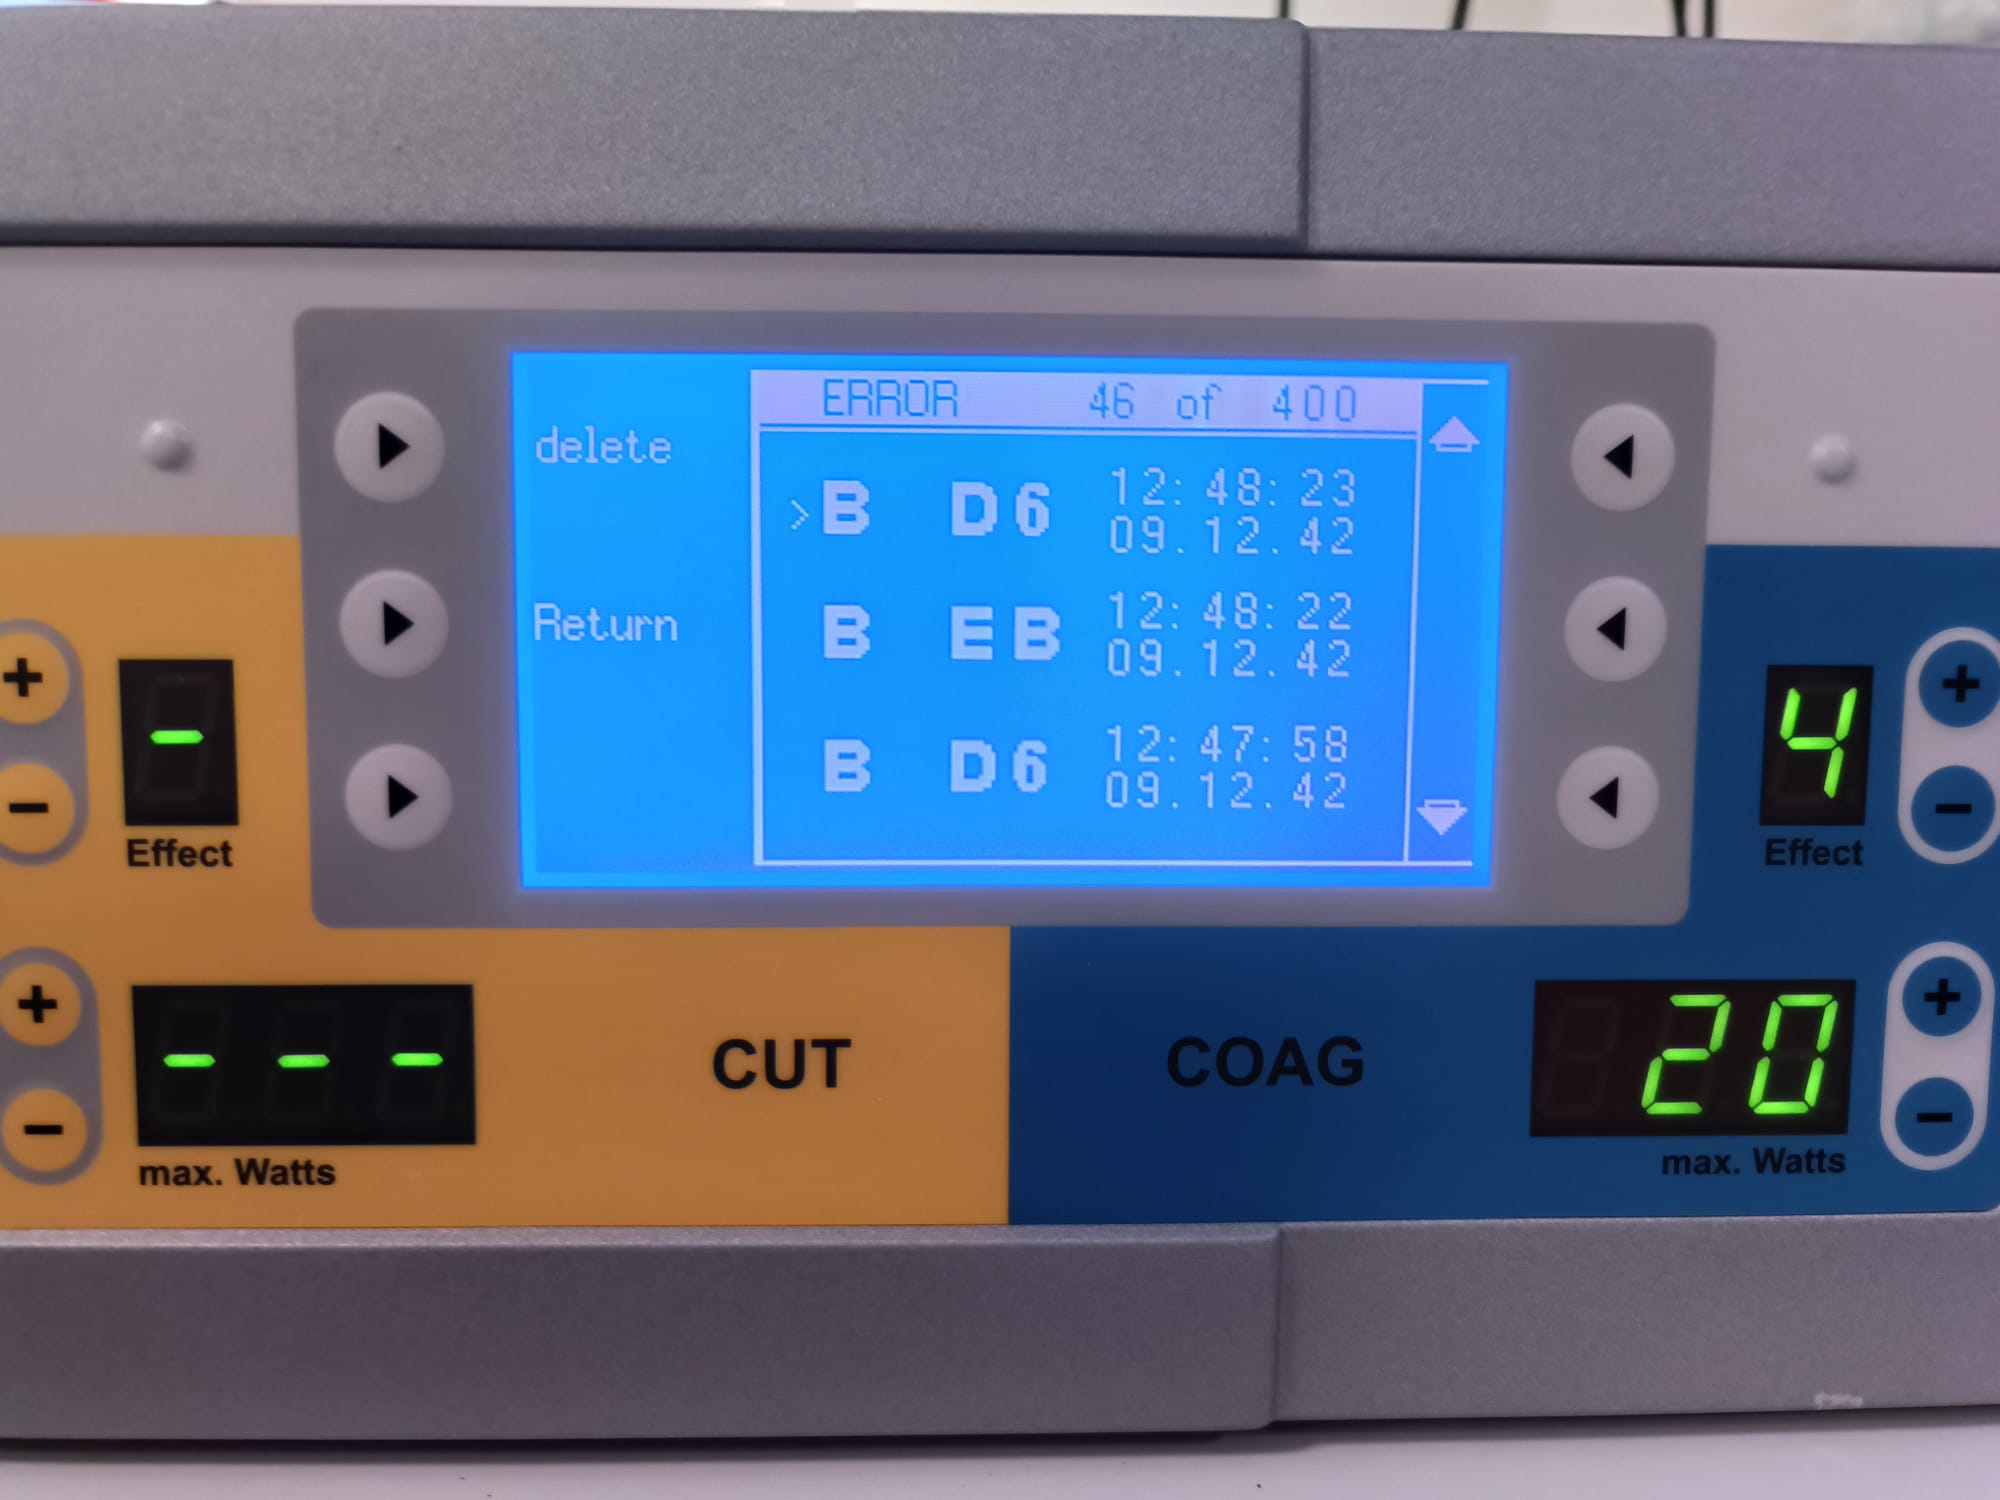 ERROR 46 of 400
delete
>B D6 12:48:23
09.12.42
B EB 12:48:22
09.12.42
Return
B D6 12:47:58
09.12.42
+
-
-
Effect
4
+
-
Effect
+
- - -
-
max. Watts
CUT
COAG
20
+
-
max. Watts